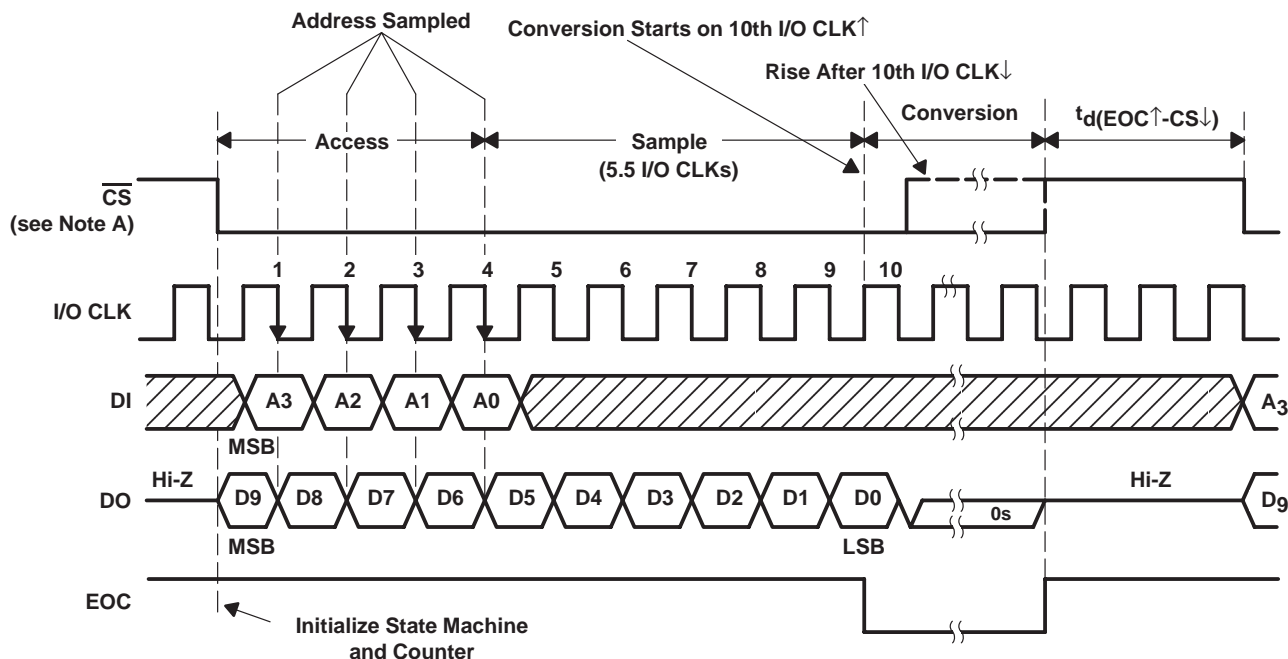 Address Sampled
Conversion Starts on 10th I/O CLK↑
Rise After 10th I/O CLK↓
Access
Sample
(5.5 I/O CLKs)
Conversion
td(EOC↑-CS↓)
CS
(see Note A)
1 2 3 4 5 6 7 8 9 10
I/O CLK
DI
A3 A2 A1 A0 A3
MSB
Hi-Z Hi-Z
DO
D9 D8 D7 D6 D5 D4 D3 D2 D1 D0 0s D9
MSB LSB
EOC
Initialize State Machine
and Counter